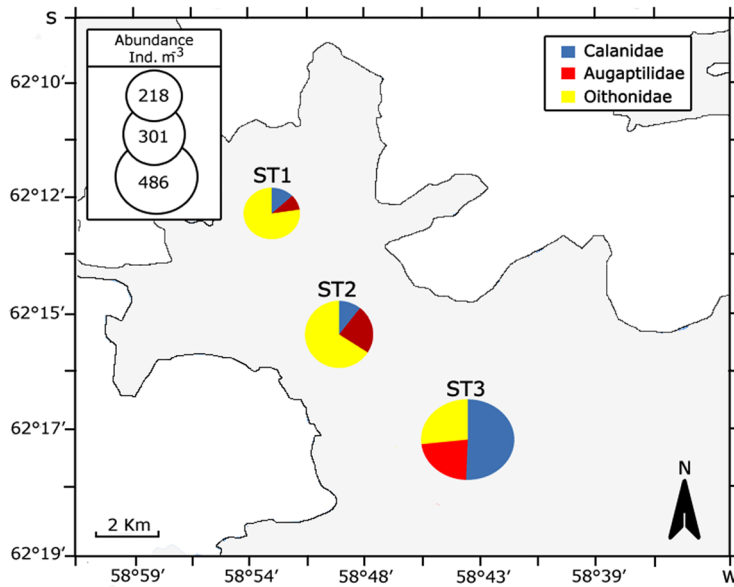 S
Abundance
Ind. m⁻³
218
301
486
Calanidae
Augaptilidae
Oithonidae
62°10′
62°12′
62°15′
62°17′
62°19′
ST1
ST2
ST3
N
2 Km
58°59′
58°54′
58°48′
58°43′
58°39′
W